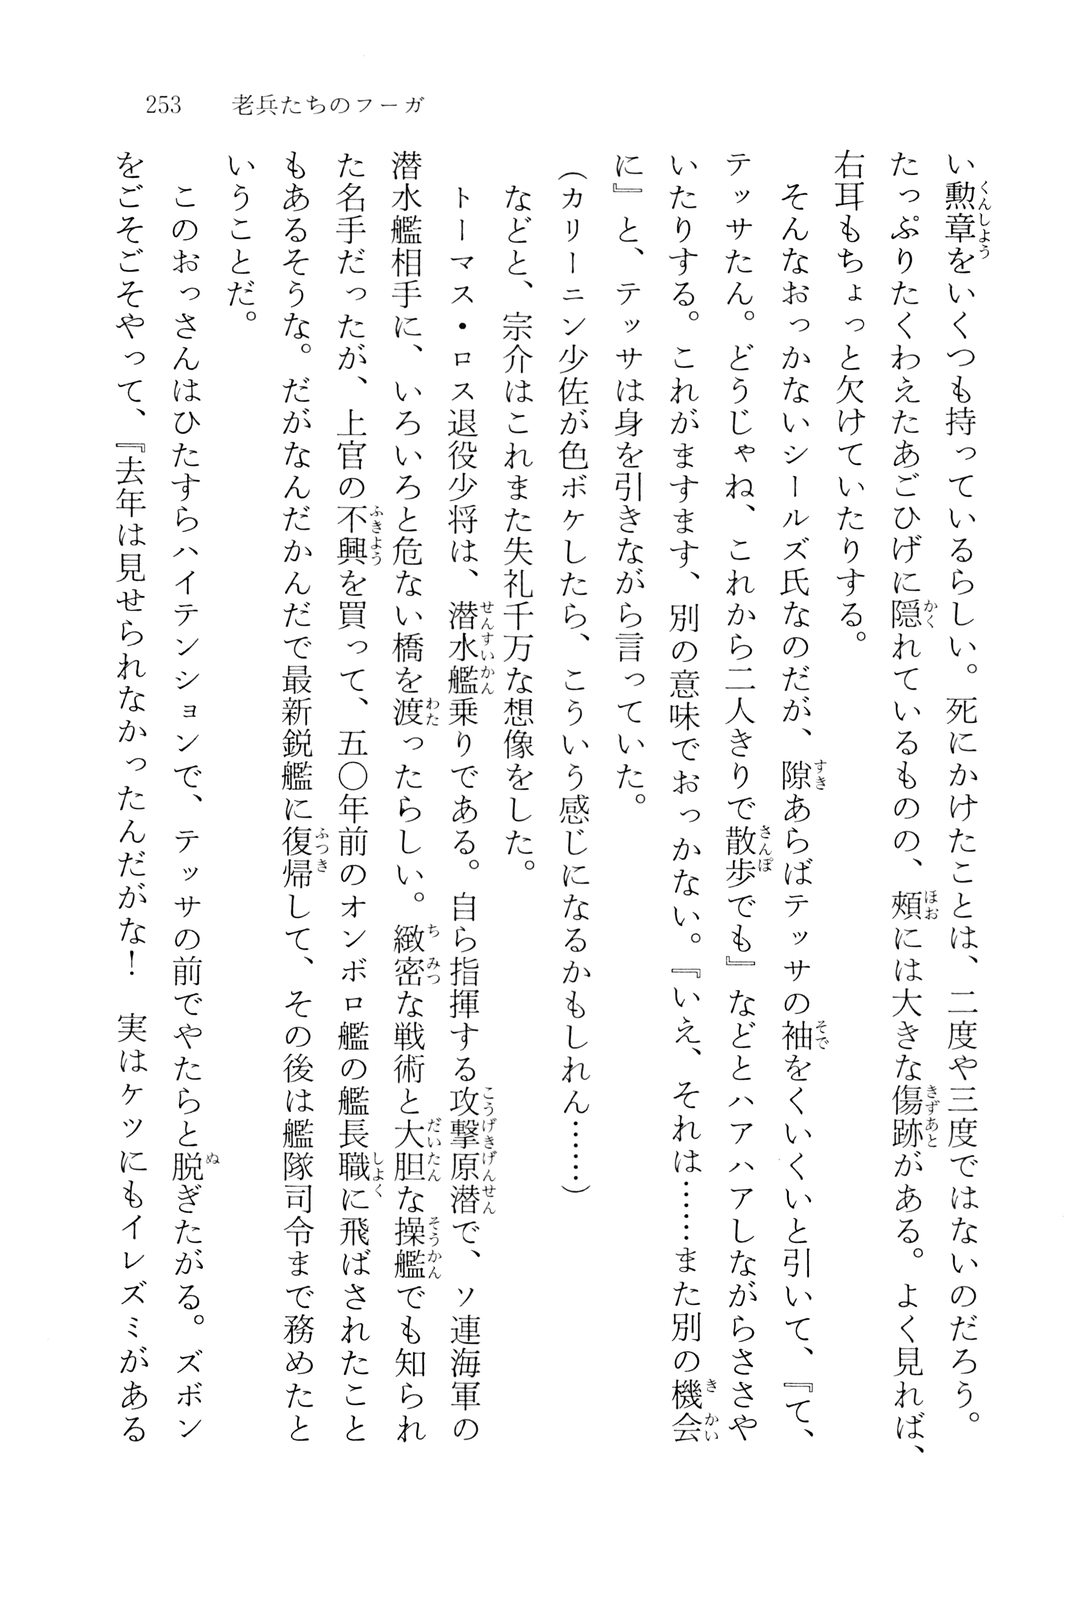 253　老兵たちのフーガ
い勲章をいくつも持っているらしい。死にかけたことは、二度や三度ではないのだろう。
たっぷりたくわえたあごひげに隠れているものの、頰には大きな傷跡がある。よく見れば、
右耳もちょっと欠けていたりする。
　そんなおっかないシールズ氏なのだが、隙あらばテッサの袖をくいくいと引いて、『て、
テッサたん。どうじゃね、これから二人きりで散歩でも』などとハアハアしながらささや
いたりする。これがますます、別の意味でおっかない。『いえ、それは……また別の機会
に』と、テッサは身を引きながら言っていた。
（カリーニン少佐が色ボケしたら、こういう感じになるかもしれん……）
　などと、宗介はこれまた失礼千万な想像をした。
　トーマス・ロス退役少将は、潜水艦乗りである。自ら指揮する攻撃原潜で、ソ連海軍の
潜水艦相手に、いろいろと危ない橋を渡ったらしい。緻密な戦術と大胆な操艦でも知られ
た名手だったが、上官の不興を買って、五〇年前のオンボロ艦の艦長職に飛ばされたこと
もあるそうな。だがなんだかんだで最新鋭艦に復帰して、その後は艦隊司令まで務めたと
いうことだ。
　このおっさんはひたすらハイテンションで、テッサの前でやたらと脱ぎたがる。ズボン
をごそごそやって、『去年は見せられなかったんだがな！　実はケツにもイレズミがある